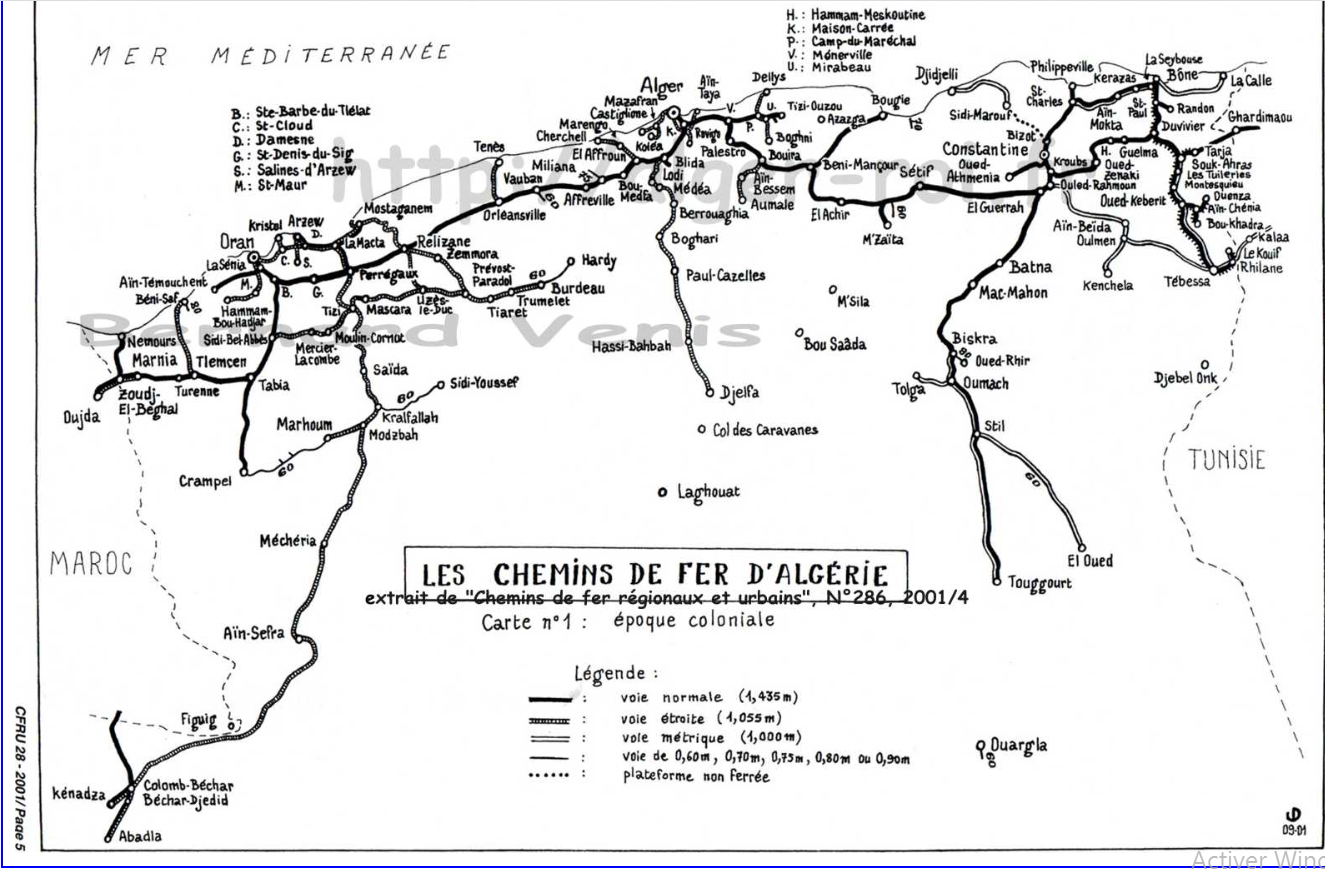 MER MÉDITERRANÉE
H. : Hammam-Meskoutine
K. : Maison-Carrée
P. : Camp-du-Maréchal
V. : Ménerville
U. : Mirabeau
B. : Ste-Barbe-du-Tlélat
C. : St-Cloud
D. : Damesne
G. : St-Denis-du-Sig
S. : Salines-d'Arzew
M. : St-Maur
Alger
Aïn-Taya
Dellys
Mazafran
Castiglione
Marengo
Cherchell
Koléa
K.
Rovigo
V.
P.
U.
Tizi-Ouzou
Azazga
Boghni
Bougie
70
Djidjelli
Sidi-Marouf
Philippeville
St-Charles
Kerazas
La Seybouse
Bône
La Calle
St-Paul
Randon
Aïn-Mokta
Duvivier
Ghardimaou
Bizot
Constantine
Oued-Athmenia
Kroubs
H.
Guelma
Oued-Zenaki
Ouled-Rahmoun
Oued-Keberit
Tarja
Souk-Ahras
Les Tuileries
Montesquieu
Ouenza
Aïn-Chénia
Bou-Khadra
Kalaa
Le Kouif
Rhilane
Tébessa
Aïn-Beïda
Oulmen
Kenchela
El Guerrah
Sétif
M'Zaïta
60
El Achir
Beni-Mançour
Bouira
Palestro
Aïn-Bessem
Aumale
Blida
Lodi
Médéa
Berrouaghia
Boghari
Paul-Cazelles
Hassi-Bahbah
Djelfa
El Affroun
Bou-Medfa
Miliana
75
Affreville
Vauban
60
Ténès
Orléansville
Mostaganem
Kristel
Arzew
D.
Oran
La Sénia
C.
S.
La Macta
Relizane
Zemmora
Prévost-Paradol
60
Hardy
Burdeau
Trumelet
Tiaret
Uzès-le-Duc
Perrégaux
Aïn-Témouchent
Béni-Saf
80
M.
B.
G.
Hammam-Bou-Hadjar
Tizi
Mascara
Sidi-Bel-Abbès
Mercier-Lacombe
Moulin-Cornut
Nemours
Marnia
Tlemcen
Zoudj-El-Beghal
Turenne
Tabia
Oujda
Saïda
60
Sidi-Youssef
Kralfallah
Marhoum
Modzbah
Crampel
60
Méchéria
Aïn-Sefra
Figuig
Kénadza
Colomb-Béchar
Béchar-Djedid
Abadla
M'Sila
Bou Saâda
Col des Caravanes
Laghouat
Batna
Mac-Mahon
Biskra
80
Oued-Rhir
Tolga
Oumach
Stil
60
El Oued
Touggourt
Djebel Onk
TUNISIE
MAROC
Ouargla
60
http://alger-roi.fr
Bernard Venis
LES CHEMINS DE FER D'ALGÉRIE
extrait de "Chemins de fer régionaux et urbains", N°286, 2001/4
Carte n°1 : époque coloniale
Légende :
: voie normale (1,435m)
: voie étroite (1,055m)
: voie métrique (1,000m)
: voie de 0,60m, 0,70m, 0,75m, 0,80m ou 0,90m
: plateforme non ferrée
CFRU 28 - 2001/ Page 5
09-01
Activer Wind